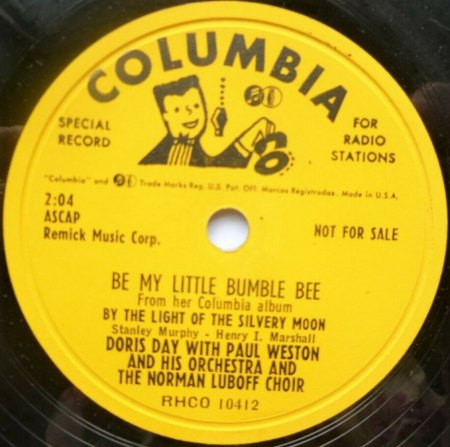 COLUMBIA
SPECIAL RECORD
FOR RADIO STATIONS
"Columbia" and Trade Marks Reg. U.S. Pat. Off. Marcas Registradas. Made in U.S.A.
2:04
ASCAP
Remick Music Corp.
NOT FOR SALE
BE MY LITTLE BUMBLE BEE
From her Columbia album
BY THE LIGHT OF THE SILVERY MOON
Stanley Murphy - Henry I. Marshall
DORIS DAY WITH PAUL WESTON
AND HIS ORCHESTRA AND
THE NORMAN LUBOFF CHOIR
RHCO 10412